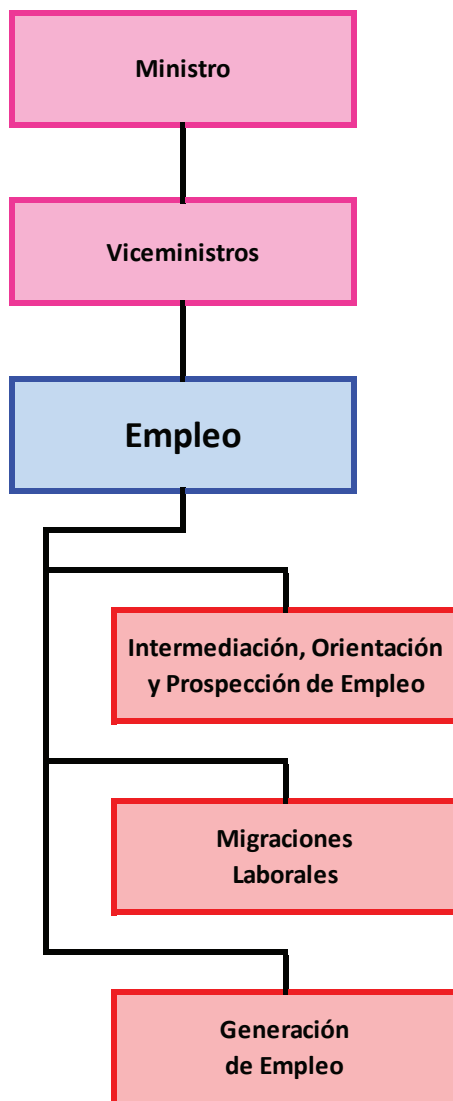 Ministro
Viceministros
Empleo
Intermediación, Orientación
y Prospección de Empleo
Migraciones
Laborales
Generación
de Empleo